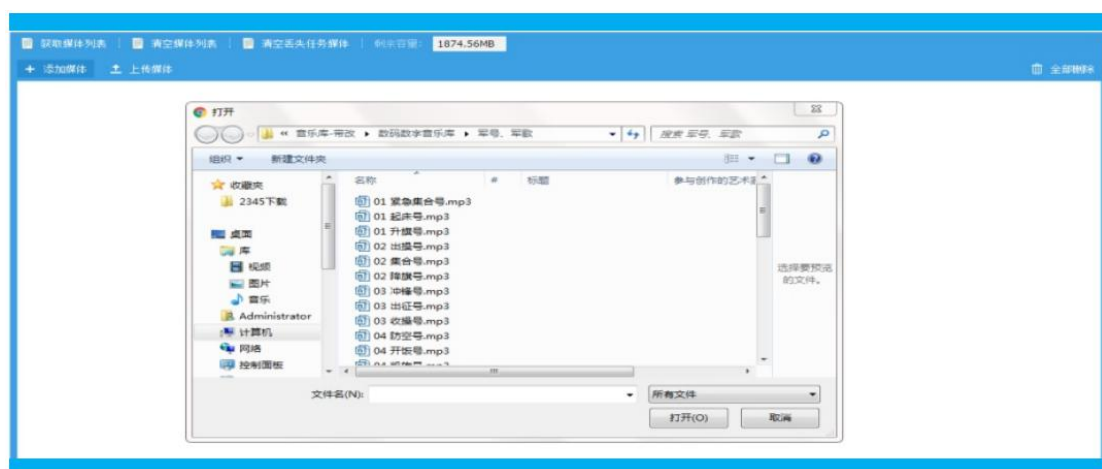 获取媒体列表 清空媒体列表 清空丢失任务媒体 剩余容量: 1874.56MB
+ 添加媒体 上传媒体 全部删除
打开
« 音乐库-带改 ▸ 数码数字音乐库 ▸ 军号、军歌 搜索 军号、军歌
组织 新建文件夹
名称 # 标题 参与创作的艺术家
收藏夹
2345下载
桌面
库
视频
图片
音乐
Administrator
计算机
网络
控制面板
01 紧急集合号.mp3
01 起床号.mp3
01 升旗号.mp3
02 出操号.mp3
02 集合号.mp3
02 降旗号.mp3
03 冲锋号.mp3
03 出征号.mp3
03 收操号.mp3
04 防空号.mp3
04 开饭号.mp3
选择要预览
的文件。
文件名(N): 所有文件
打开(O) 取消